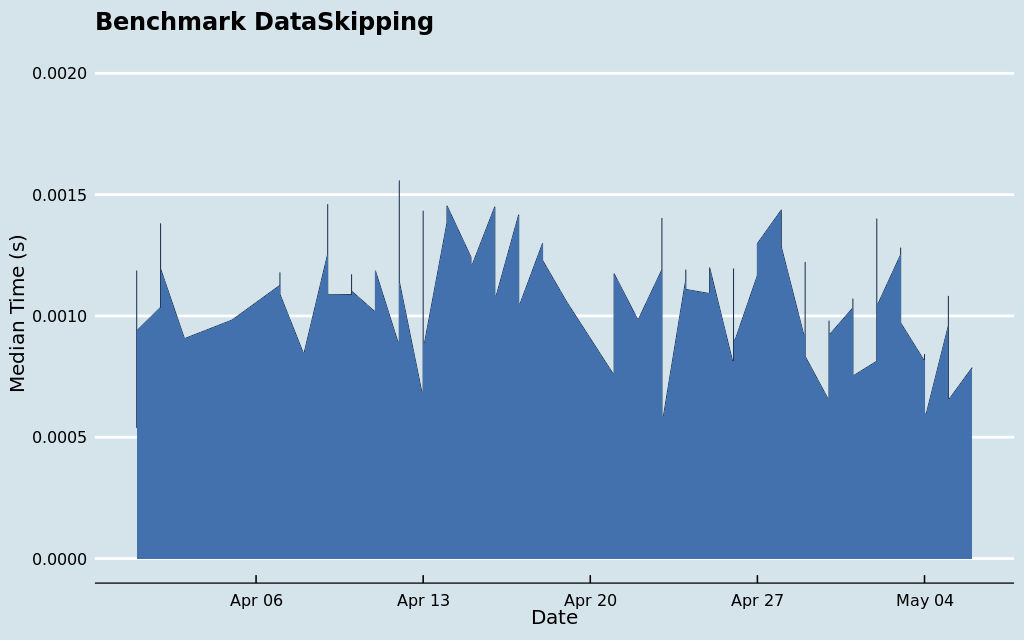 Benchmark DataSkipping
0.0020
0.0015
0.0010
0.0005
0.0000
Median Time (s)
Apr 06 Apr 13 Apr 20 Apr 27 May 04
Date